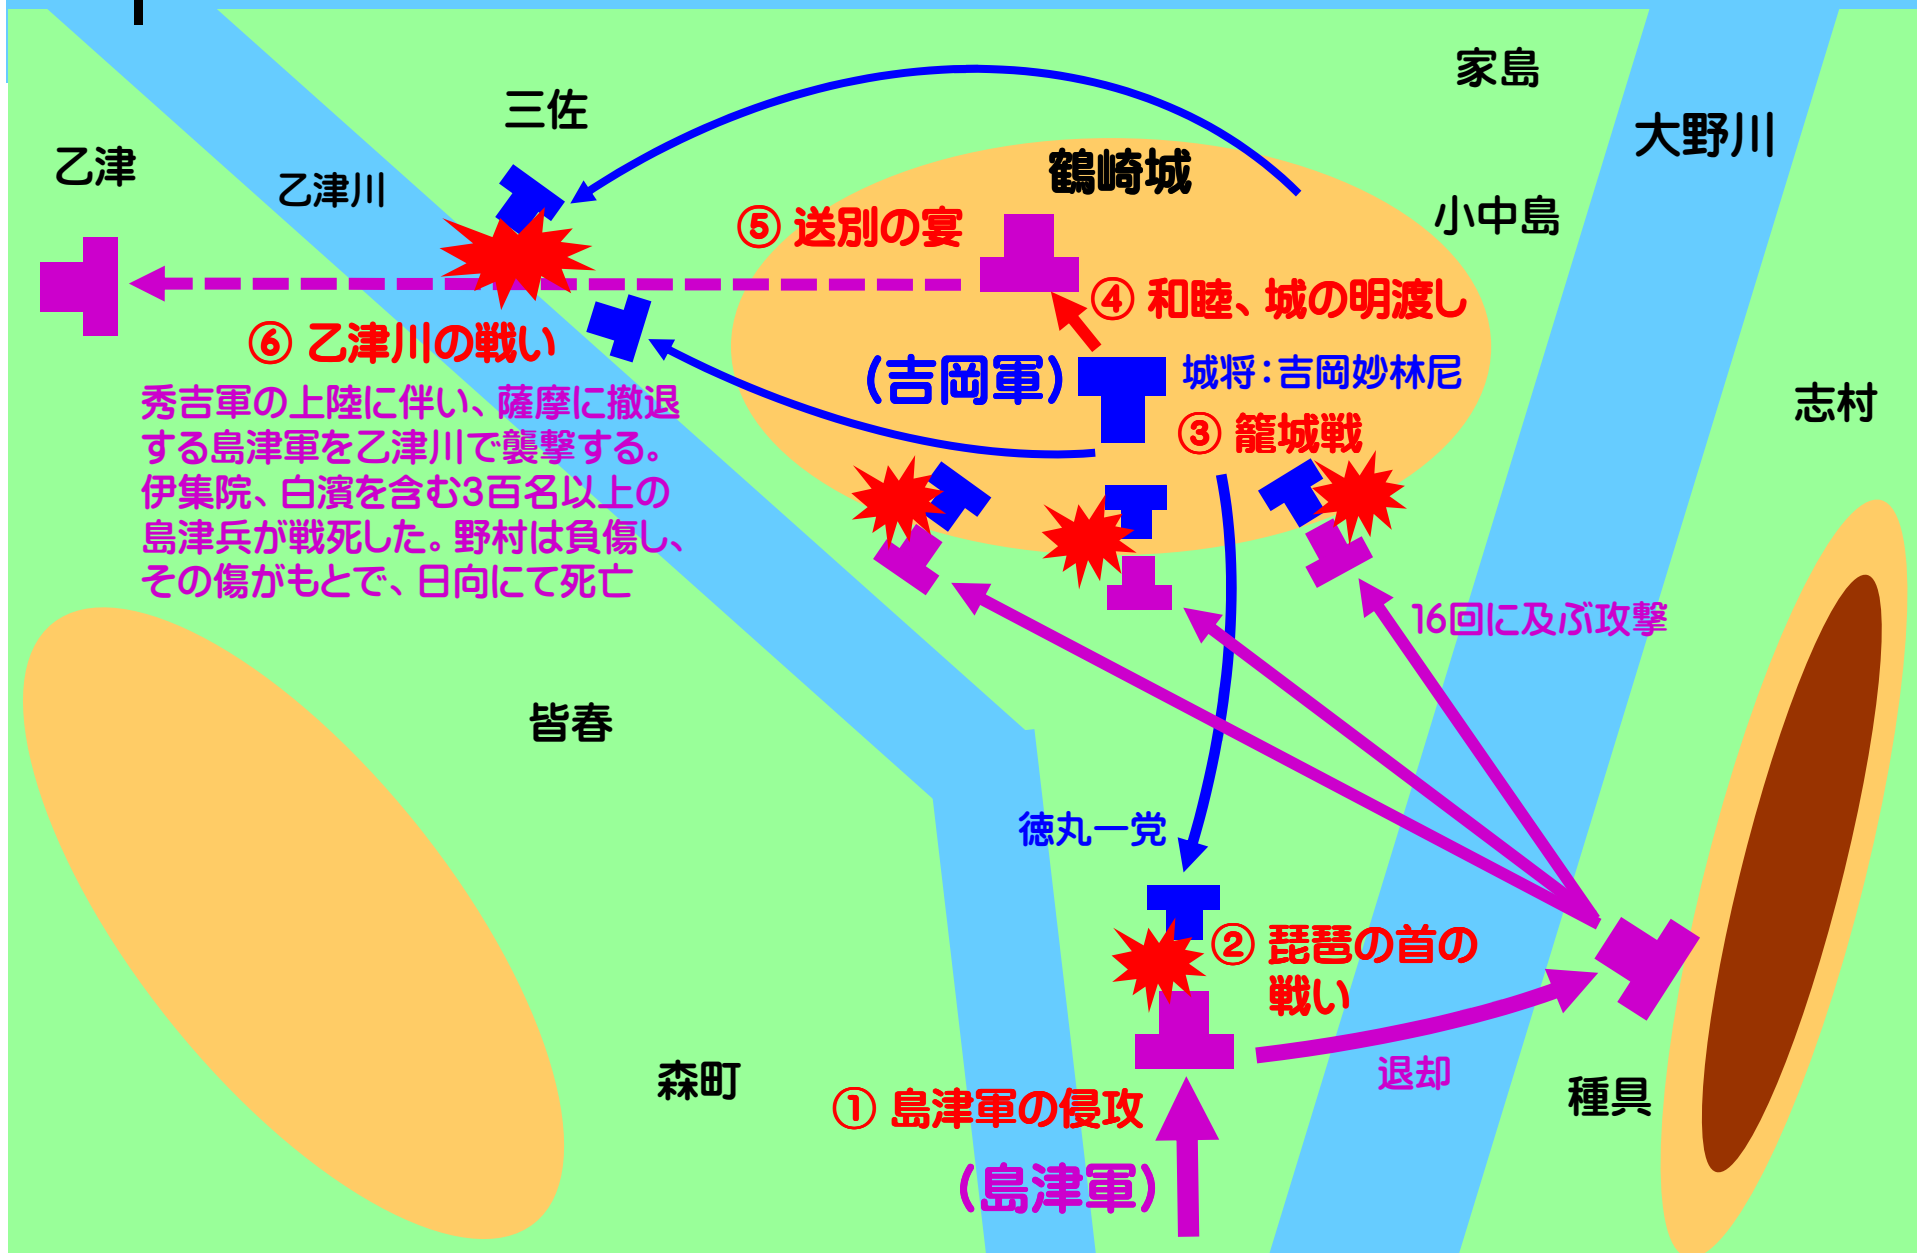 家島
三佐
大野川
乙津
鶴崎城
乙津川
小中島
⑤ 送別の宴
④ 和睦、城の明渡し
⑥ 乙津川の戦い
(吉岡軍)
城将：吉岡妙林尼
志村
秀吉軍の上陸に伴い、薩摩に撤退
する島津軍を乙津川で襲撃する。
伊集院、白濱を含む3百名以上の
島津兵が戦死した。野村は負傷し、
その傷がもとで、日向にて死亡
③ 籠城戦
16回に及ぶ攻撃
皆春
徳丸一党
② 琵琶の首の
戦い
退却
森町
種具
① 島津軍の侵攻
(島津軍)